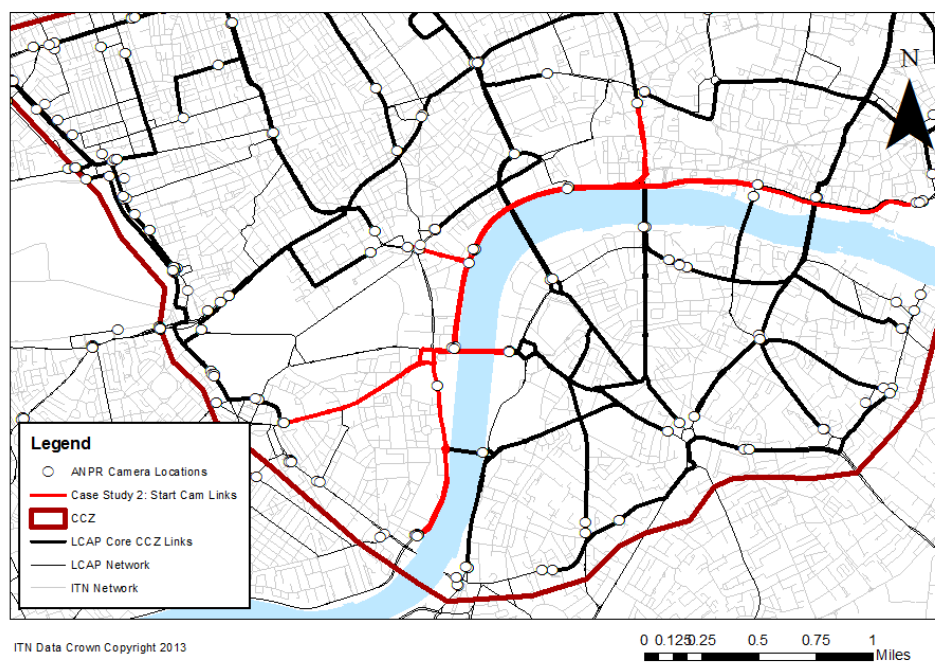 N
Legend
ANPR Camera Locations
Case Study 2: Start Cam Links
CCZ
LCAP Core CCZ Links
LCAP Network
ITN Network
ITN Data Crown Copyright 2013
0 0.125 0.25 0.5 0.75 1
Miles